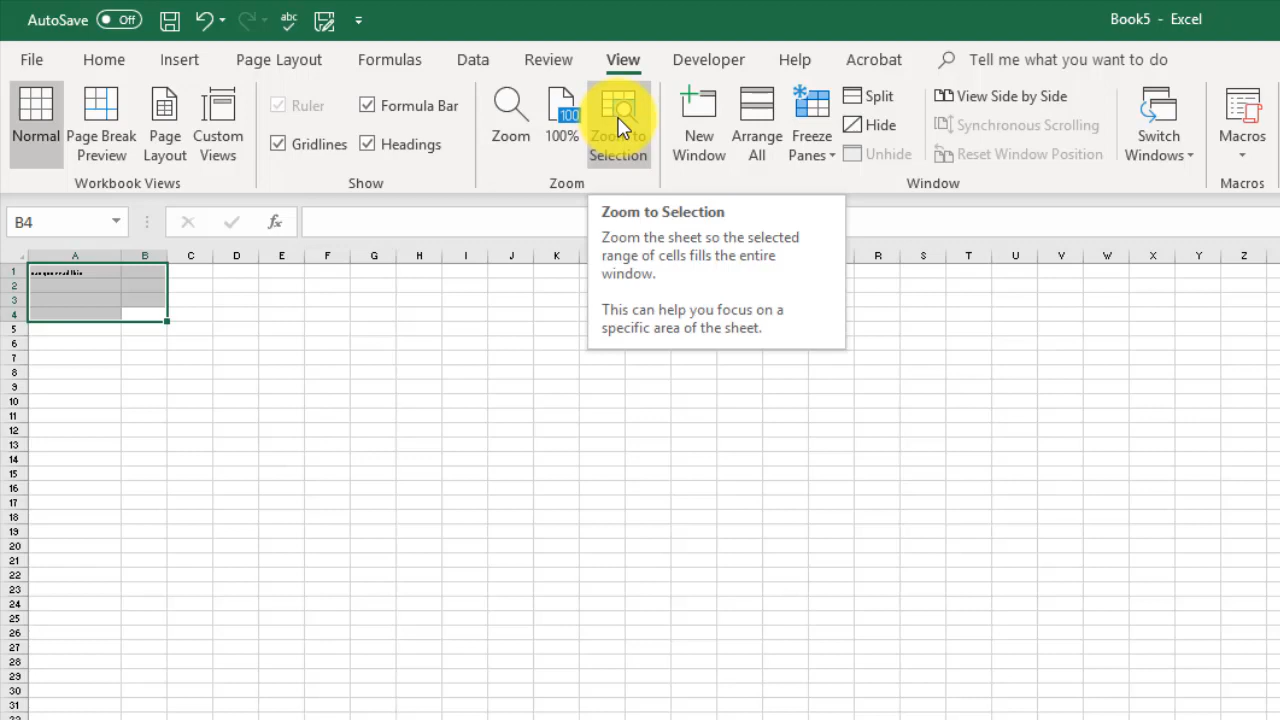 AutoSave Off abc Book5 - Excel
File Home Insert Page Layout Formulas Data Review View Developer Help Acrobat Tell me what you want to do
Normal
Page Break Preview
Page Layout
Custom Views
Workbook Views
Ruler
Formula Bar
Gridlines
Headings
Show
Zoom
100
100%
Zoom to Selection
Zoom
New Window
Arrange All
Freeze Panes
Split
Hide
Unhide
View Side by Side
Synchronous Scrolling
Reset Window Position
Switch Windows
Window
Macros
Macros
B4 fx
Zoom to Selection
Zoom the sheet so the selected
range of cells fills the entire
window.
This can help you focus on a
specific area of the sheet.
A B C D E F G H I J K R S T U V W X Y Z
1
2
3
4
5
6
7
8
9
10
11
12
13
14
15
16
17
18
19
20
21
22
23
24
25
26
27
28
29
30
31